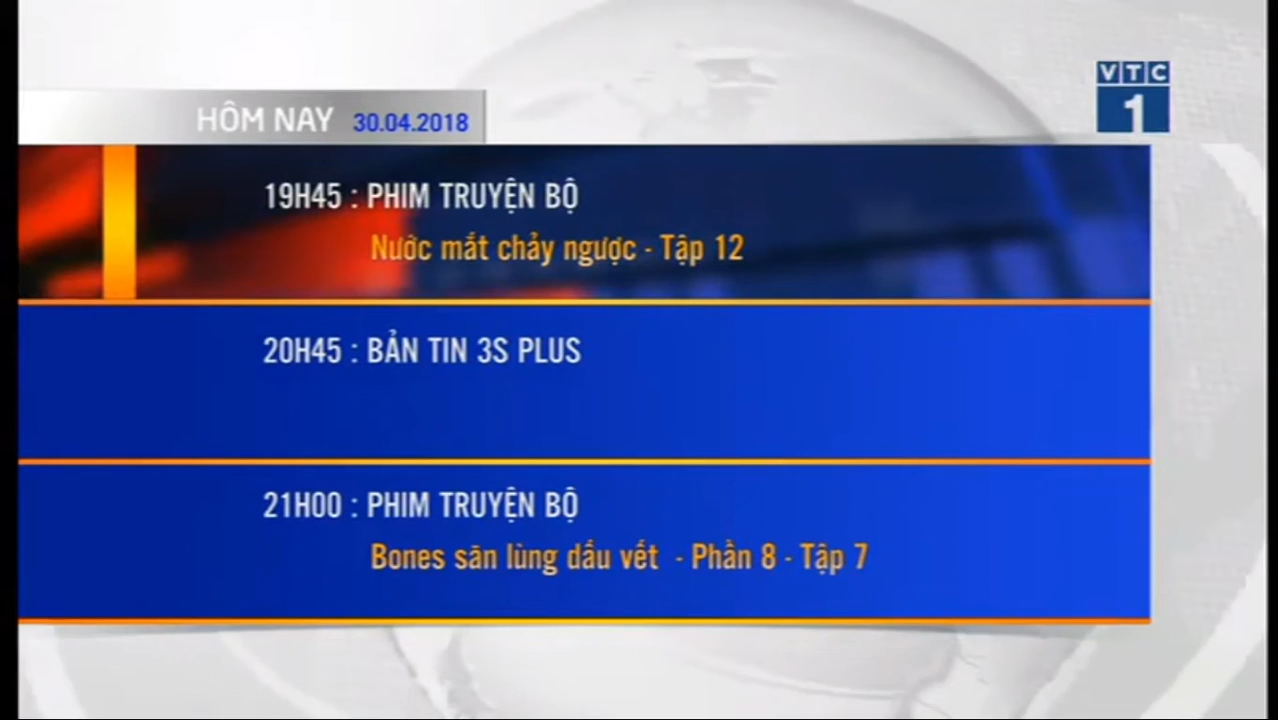 VTC
1
HÔM NAY 30.04.2018
19H45 : PHIM TRUYỆN BỘ
Nước mắt chảy ngược - Tập 12
20H45 : BẢN TIN 3S PLUS
21H00 : PHIM TRUYỆN BỘ
Bones săn lùng dấu vết - Phần 8 - Tập 7